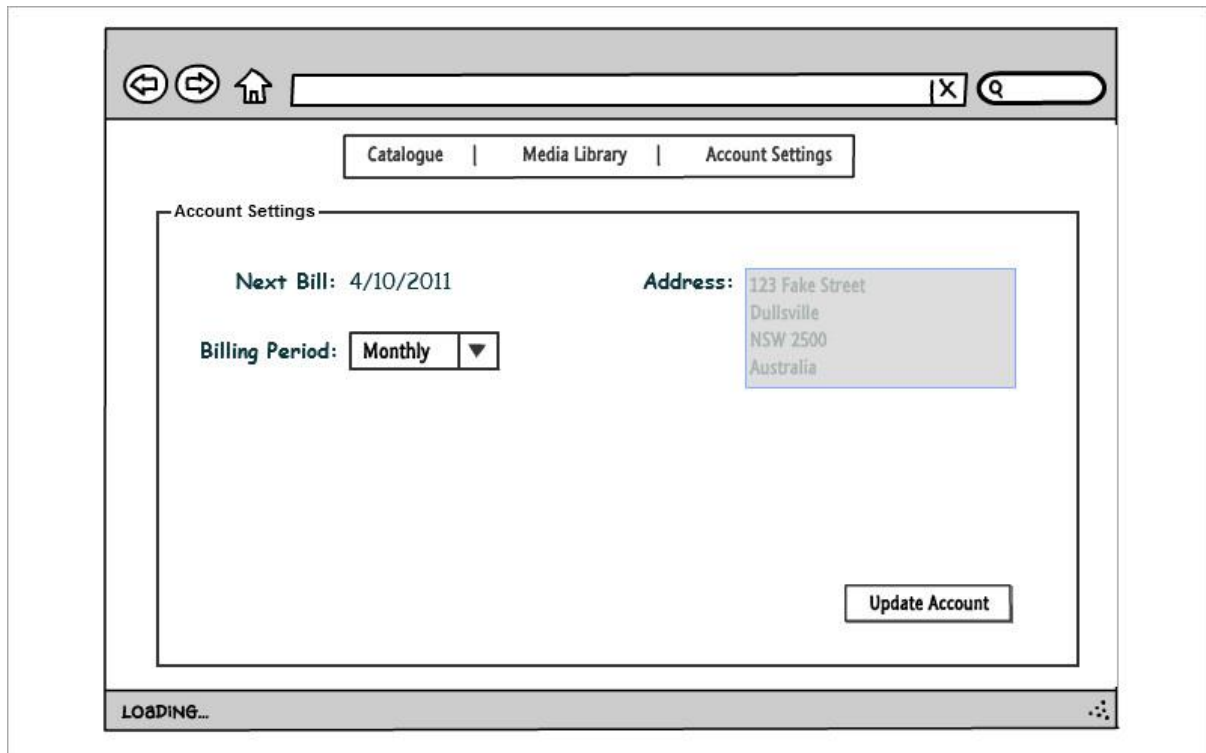 Catalogue | Media Library | Account Settings
Account Settings
Next Bill: 4/10/2011
Billing Period: Monthly
Address: 123 Fake Street
Dullsville
NSW 2500
Australia
Update Account
LOADING...